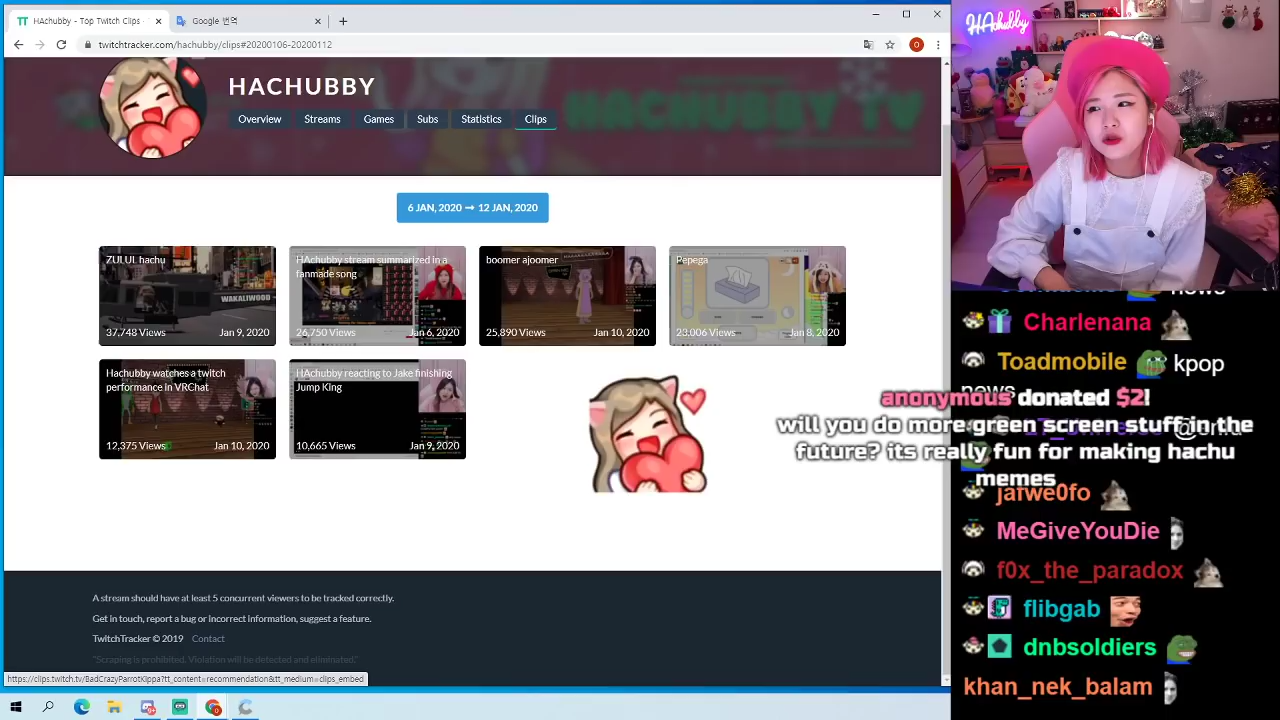 HAchubby - Top Twitch Clips -
Google 번역
twitchtracker.com/hachubby/clips#20200106-20200112
HACHUBBY
HACHUBBY TV
Overview
Streams
Games
Subs
Statistics
Clips
6 JAN, 2020 ➞ 12 JAN, 2020
ZULUL hachu
WAKALIWOOD
37,748 Views
Jan 9, 2020
HAchubby stream summarized in a
fanmade song
26,750 Views
Jan 6, 2020
boomer ajoomer
25,890 Views
Jan 10, 2020
Pepega
23,006 Views
Jan 8, 2020
Hachubby watches a twitch
performance in VRChat
12,375 Views
Jan 10, 2020
HAchubby reacting to Jake finishing
Jump King
10,665 Views
Jan 9, 2020
A stream should have at least 5 concurrent viewers to be tracked correctly.
Get in touch, report a bug or incorrect information, suggest a feature.
TwitchTracker © 2019 Contact
"Scraping is prohibited. Violation will be detected and eliminated."
https://clips.twitch.tv/BadCrazyParrotKippa?tt_content=recommendation&tt_medium=clips_embed
HAchubby
news
Charlenana
Toadmobile kpop
news
anonymous donated $2!
will you do more green screen stuff in the
future? its really fun for making hachu
memes
jafwe0fo
MeGiveYouDie
f0x_the_paradox
flibgab
dnbsoldiers
khan_nek_balam